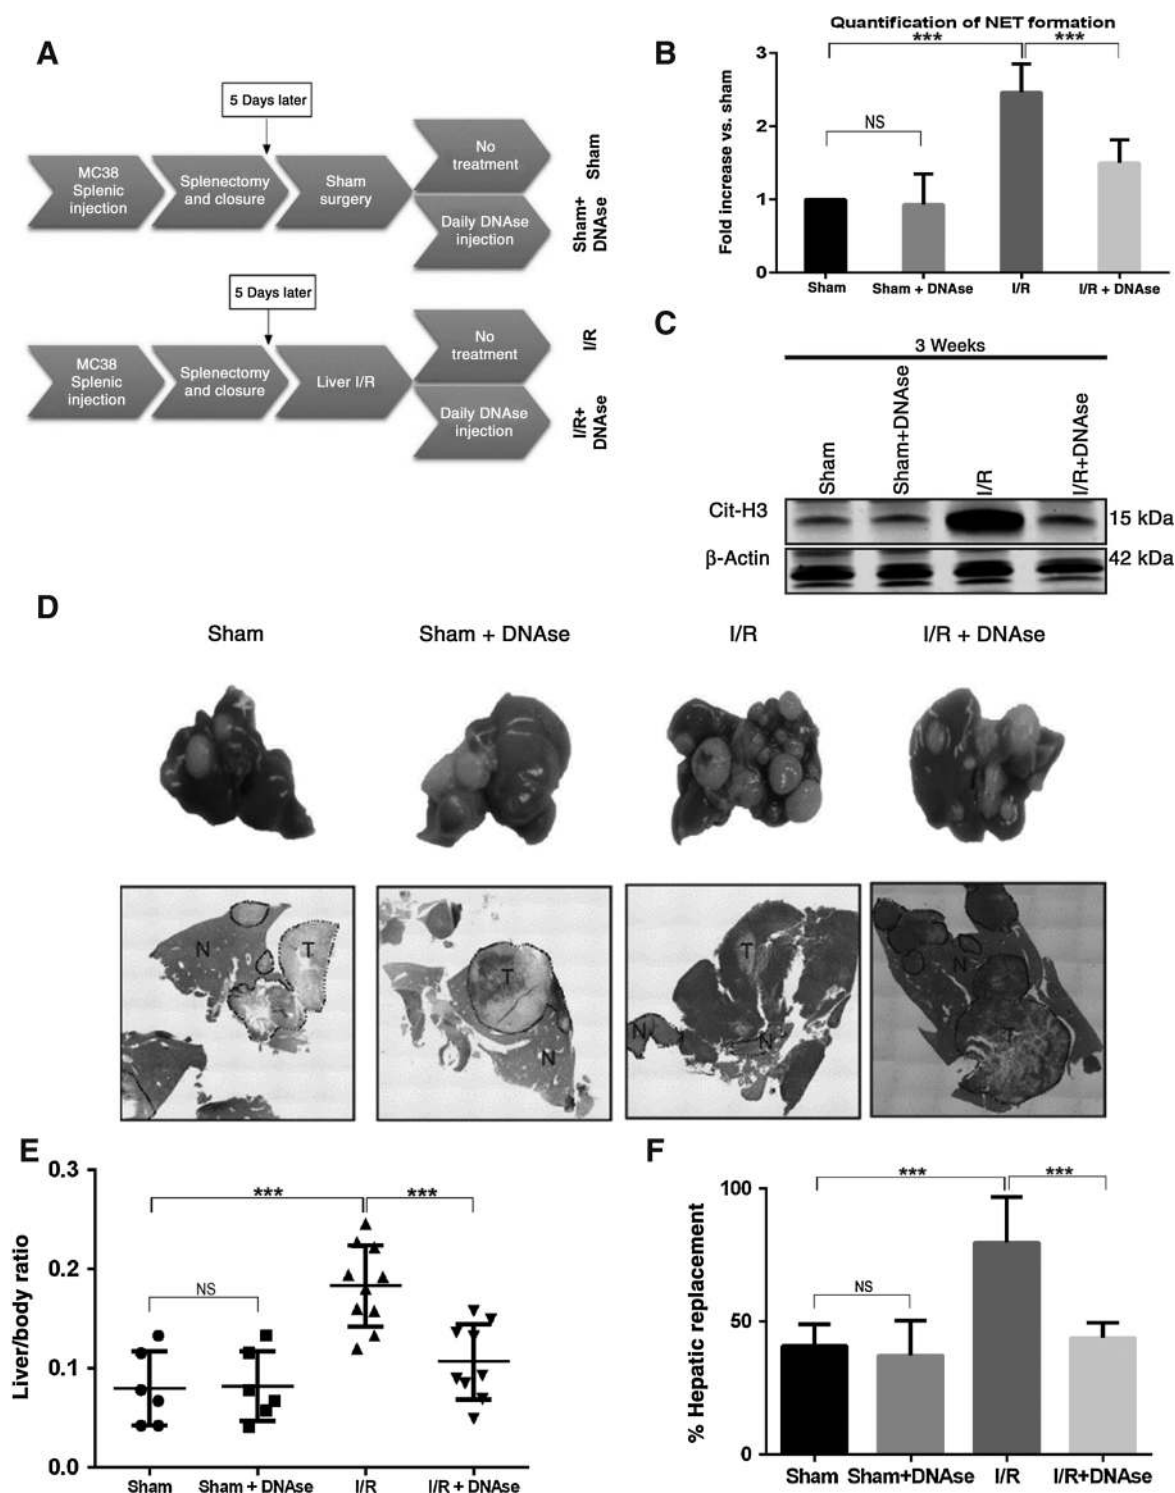 A
5 Days later
MC38
Splenic
injection
Splenectomy
and closure
Sham
surgery
No
treatment
Daily DNAse
injection
Sham
Sham+
DNAse
5 Days later
MC38
Splenic
injection
Splenectomy
and closure
Liver I/R
No
treatment
Daily DNAse
injection
I/R
I/R+
DNAse
B
Quantification of NET formation
***
***
NS
Fold increase vs. sham
3
2
1
0
Sham
Sham + DNAse
I/R
I/R + DNAse
C
3 Weeks
Sham
Sham+DNAse
I/R
I/R+DNAse
Cit-H3
15 kDa
β-Actin
42 kDa
D
Sham
Sham + DNAse
I/R
I/R + DNAse
N
T
T
N
T
N
N
N
T
E
Liver/body ratio
0.3
0.2
0.1
0.0
***
***
NS
Sham
Sham + DNAse
I/R
I/R + DNAse
F
% Hepatic replacement
100
50
0
***
***
NS
Sham
Sham+DNAse
I/R
I/R+DNAse